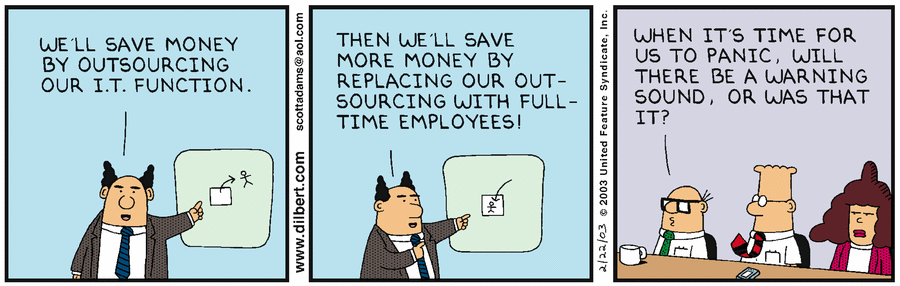 WE'LL SAVE MONEY
BY OUTSOURCING
OUR I.T. FUNCTION.
scottadams@aol.com
www.dilbert.com
THEN WE'LL SAVE
MORE MONEY BY
REPLACING OUR OUT-
SOURCING WITH FULL-
TIME EMPLOYEES!
2/22/03 © 2003 United Feature Syndicate, Inc.
WHEN IT'S TIME FOR
US TO PANIC, WILL
THERE BE A WARNING
SOUND, OR WAS THAT
IT?